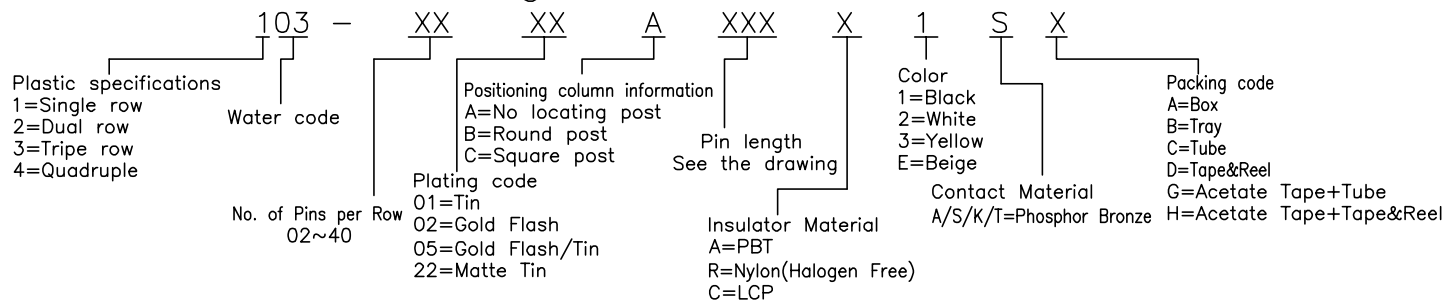 103 - XX XX A XXX X 1 S X
Plastic specifications
1=Single row
2=Dual row
3=Tripe row
4=Quadruple
Water code
No. of Pins per Row
02~40
Plating code
01=Tin
02=Gold Flash
05=Gold Flash/Tin
22=Matte Tin
Positioning column information
A=No locating post
B=Round post
C=Square post
Pin length
See the drawing
Insulator Material
A=PBT
R=Nylon(Halogen Free)
C=LCP
Color
1=Black
2=White
3=Yellow
E=Beige
Contact Material
A/S/K/T=Phosphor Bronze
Packing code
A=Box
B=Tray
C=Tube
D=Tape&Reel
G=Acetate Tape+Tube
H=Acetate Tape+Tape&Reel